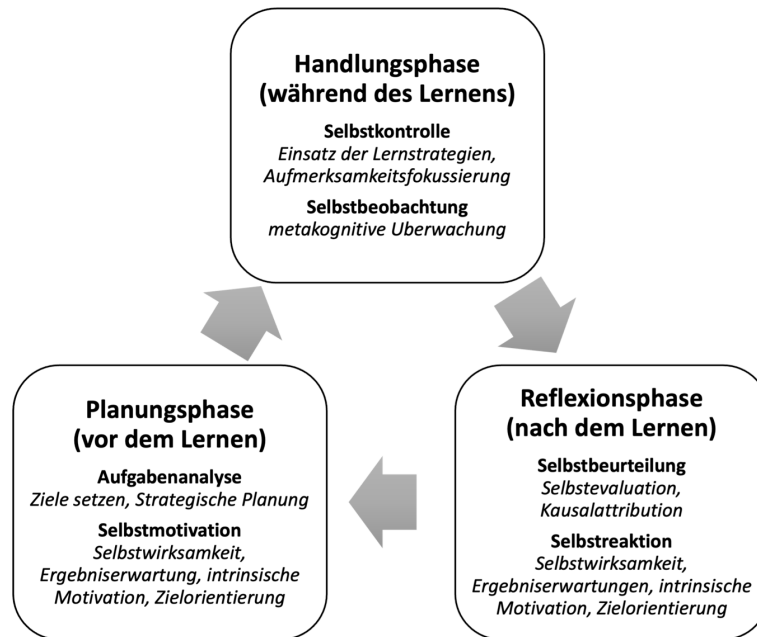 Handlungsphase
(während des Lernens)
Selbstkontrolle
Einsatz der Lernstrategien,
Aufmerksamkeitsfokussierung
Selbstbeobachtung
metakognitive Uberwachung
Planungsphase
(vor dem Lernen)
Aufgabenanalyse
Ziele setzen, Strategische Planung
Selbstmotivation
Selbstwirksamkeit,
Ergebniserwartung, intrinsische
Motivation, Zielorientierung
Reflexionsphase
(nach dem Lernen)
Selbstbeurteilung
Selbstevaluation,
Kausalattribution
Selbstreaktion
Selbstwirksamkeit,
Ergebniserwartungen, intrinsische
Motivation, Zielorientierung